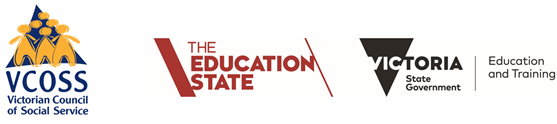 VCOSS
Victorian Council
of Social Service
THE
EDUCATION
STATE
VICTORIA
State
Government
Education
and Training